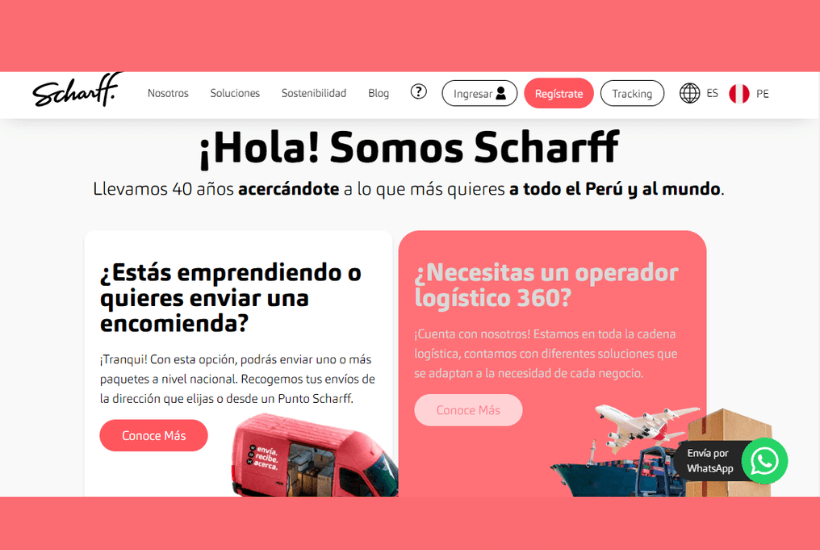 Scharff.
Nosotros
Soluciones
Sostenibilidad
Blog
?
Ingresar
Regístrate
Tracking
ES
PE
¡Hola! Somos Scharff
Llevamos 40 años acercándote a lo que más quieres a todo el Perú y al mundo.
¿Estás emprendiendo o
quieres enviar una
encomienda?
¡Tranqui! Con esta opción, podrás enviar uno o más
paquetes a nivel nacional. Recogemos tus envíos de
la dirección que elijas o desde un Punto Scharff.
Conoce Más
envía.
recibe.
acerca.
¿Necesitas un operador
logístico 360?
¡Cuenta con nosotros! Estamos en toda la cadena
logística, contamos con diferentes soluciones que
se adaptan a la necesidad de cada negocio.
Conoce Más
Envía por
WhatsApp